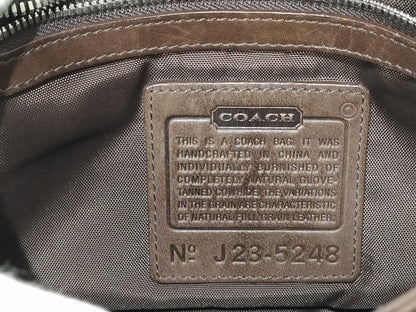 COACH
THIS IS A COACH BAG. IT WAS
HANDCRAFTED IN CHINA AND
INDIVIDUALLY BURNISHED OF
COMPLETELY NATURAL GLOVE-
TANNED COWHIDE. THE VARIATIONS
IN THE GRAIN ARE CHARACTERISTIC
OF NATURAL FULL GRAIN LEATHER.
Nº J23-5248